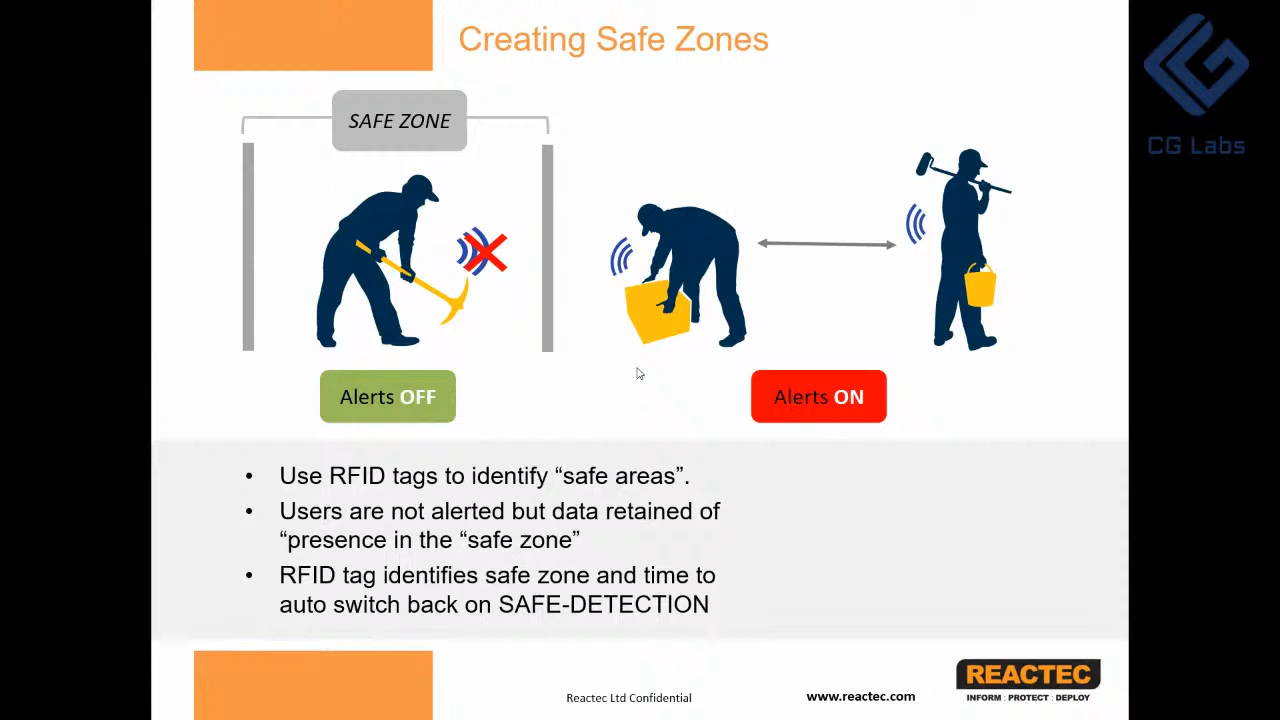 Creating Safe Zones
CG Labs
SAFE ZONE
Alerts OFF
Alerts ON
• Use RFID tags to identify “safe areas”.
• Users are not alerted but data retained of
“presence in the “safe zone”
• RFID tag identifies safe zone and time to
auto switch back on SAFE-DETECTION
Reactec Ltd Confidential
www.reactec.com
REACTEC
INFORM : PROTECT : DEPLOY